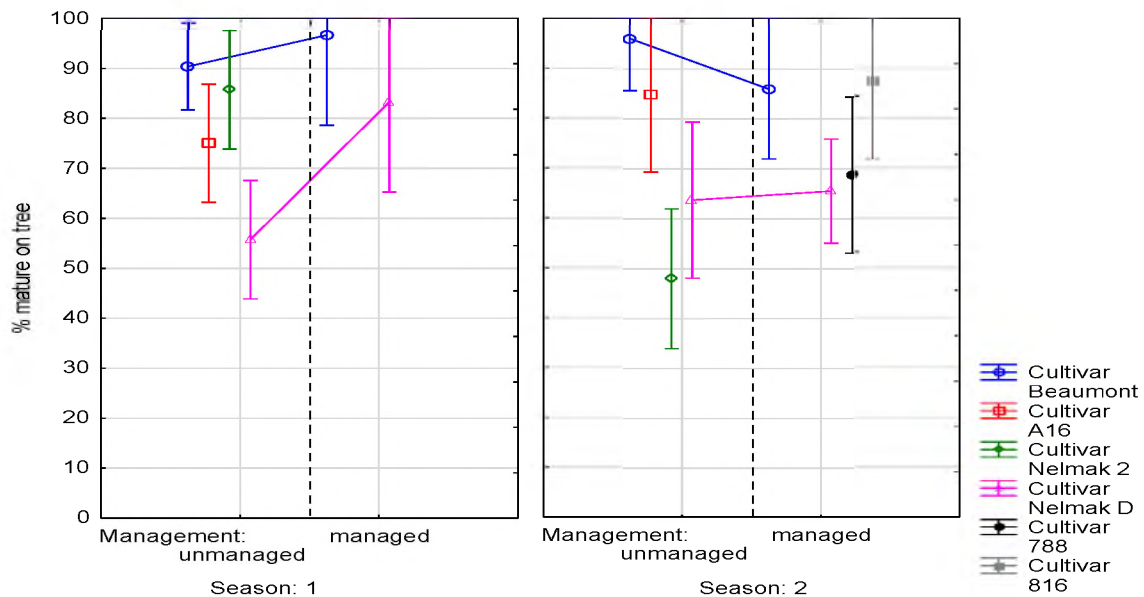 % mature on tree
100
90
80
70
60
50
40
30
20
10
0
Management: managed
unmanaged
Season: 1
Management: managed
unmanaged
Season: 2
Cultivar
Beaumont
Cultivar
A16
Cultivar
Nelmak 2
Cultivar
Nelmak D
Cultivar
788
Cultivar
816